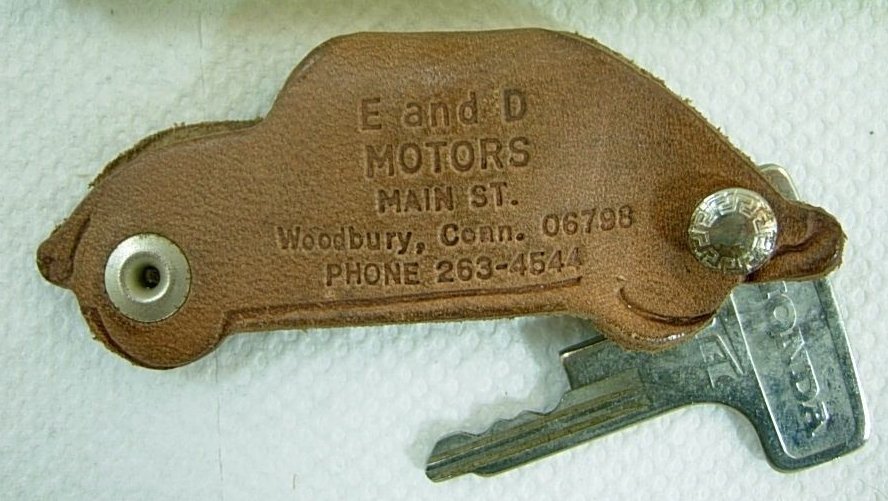 E and D
MOTORS
MAIN ST.
Woodbury, Conn. 06798
PHONE 263-4544
HONDA